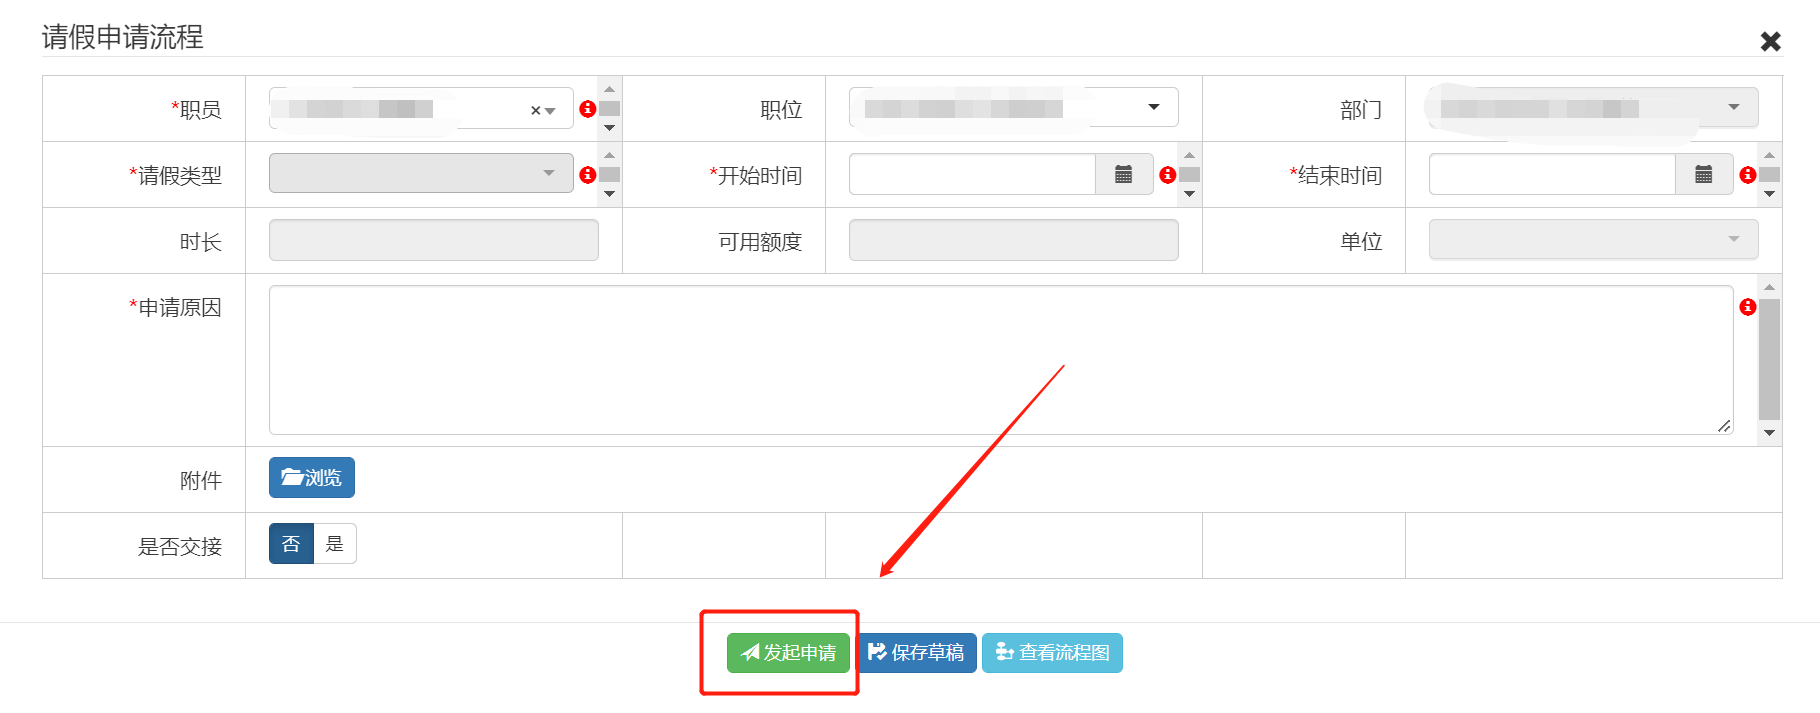 请假申请流程
*职员
职位
部门
*请假类型
*开始时间
*结束时间
时长
可用额度
单位
*申请原因
附件
浏览
是否交接
否 是
发起申请 保存草稿 查看流程图